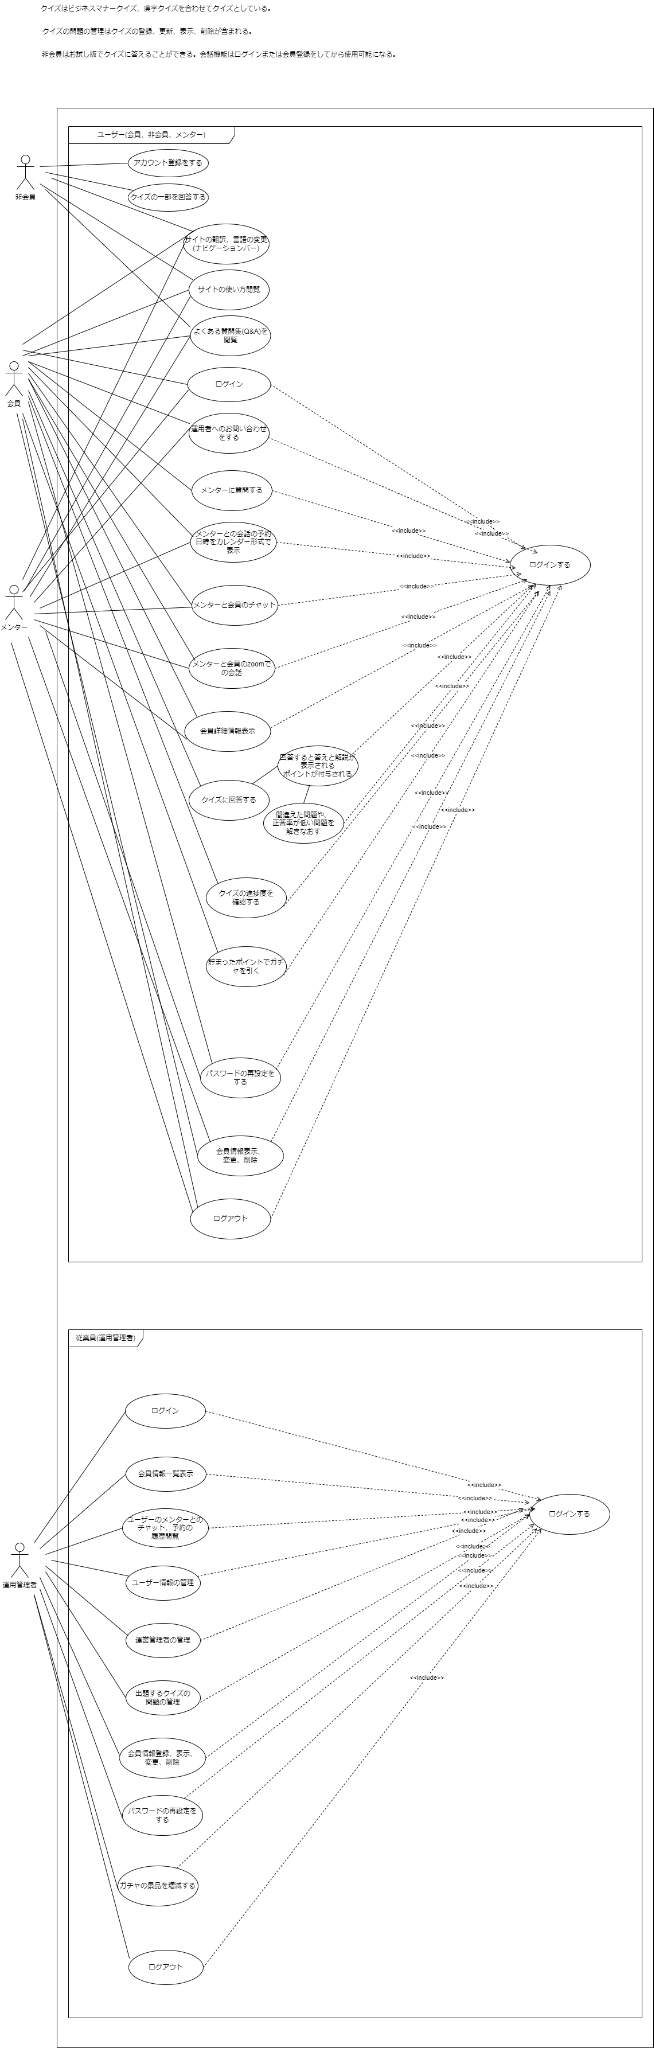 クイズはビジネスマナークイズ、漢字クイズを合わせてクイズとしている。
クイズの問題の管理はクイズの登録、更新、表示、削除が含まれる。
非会員はお試し版でクイズに答えることができる。会話機能はログインまたは会員登録をしてから使用可能になる。
ユーザー(会員、非会員、メンター)
アカウント登録をする
非会員
クイズの一部を回答する
サイトの翻訳、言語の変更
(ナビゲーションバー)
サイトの使い方閲覧
よくある質問集(Q&A)を
閲覧
会員
ログイン
運用者へのお問い合わせ
をする
メンターに質問する
<<include>>
<<include>>
<<include>>
メンターとの会話の予約
日時をカレンダー形式で
表示
<<include>>
ログインする
メンター
メンターと会員のチャット
<<include>>
<<include>>
メンターと会員のzoomで
の会話
<<include>>
<<include>>
<<include>>
会員詳細情報表示
<<include>>
<<include>>
回答すると答えと解説が
表示される
ポイントが付与される
クイズに回答する
<<include>>
<<include>>
<<include>>
間違えた問題や、
正答率が低い問題を
解きなおす
クイズの進捗度を
確認する
貯まったポイントでガチ
ャを引く
パスワードの再設定を
する
会員情報表示、
変更、削除
ログアウト
従業員(運用管理者)
ログイン
会員情報一覧表示
<<include>>
<<include>>
ユーザーのメンターとの
チャット、予約の
履歴閲覧
<<include>>
<<include>>
<<include>>
ログインする
運用管理者
ユーザー情報の管理
<<include>>
<<include>>
<<include>>
<<include>>
運営管理者の管理
<<include>>
出題するクイズの
問題の管理
会員情報登録、表示、
変更、削除
パスワードの再設定を
する
ガチャの景品を増減する
ログアウト